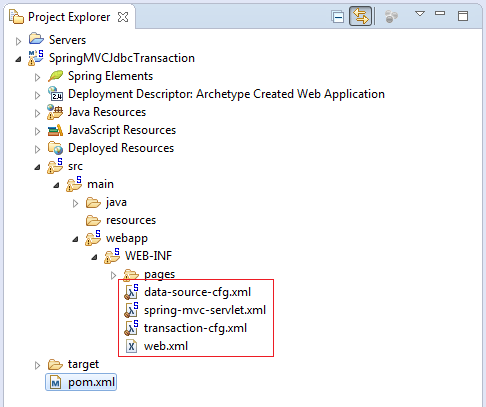 Project Explorer
Servers
SpringMVCJdbcTransaction
Spring Elements
Deployment Descriptor: Archetype Created Web Application
Java Resources
JavaScript Resources
Deployed Resources
src
main
java
resources
webapp
WEB-INF
pages
data-source-cfg.xml
spring-mvc-servlet.xml
transaction-cfg.xml
web.xml
target
pom.xml